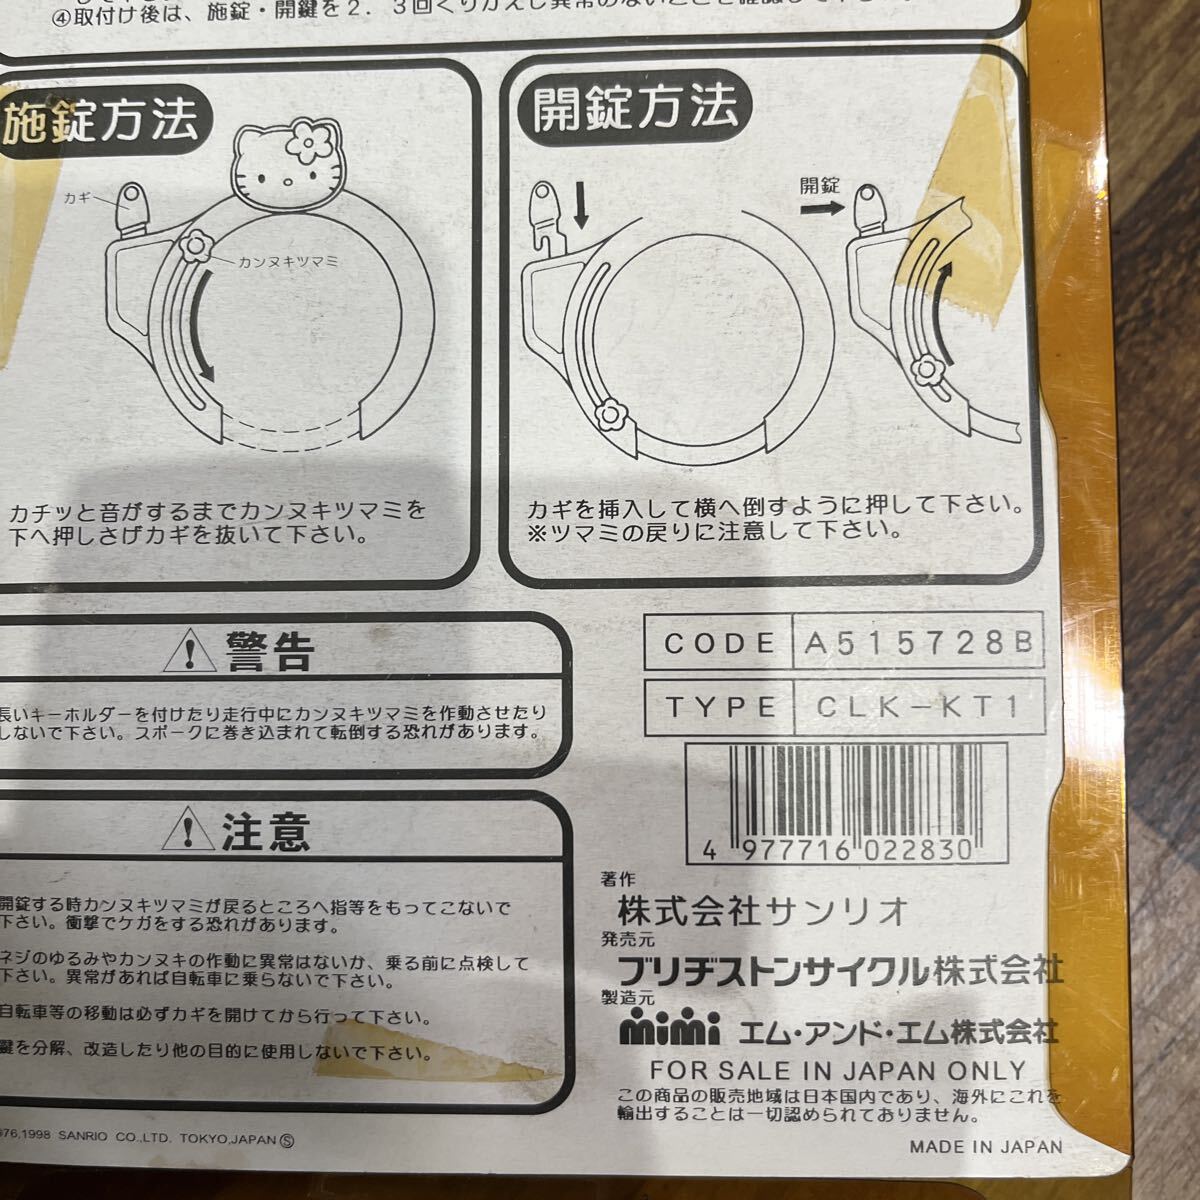 ④取付け後は、施錠・開鍵を2．3回くりかえし異常のないことを確認して下さい。
施錠方法
カギ
カンヌキツマミ
カチッと音がするまでカンヌキツマミを
下へ押しさげカギを抜いて下さい。
開錠方法
開錠
カギを挿入して横へ倒すように押して下さい。
※ツマミの戻りに注意して下さい。
警告
長いキーホルダーを付けたり走行中にカンヌキツマミを作動させたり
しないで下さい。スポークに巻き込まれて転倒する恐れがあります。
注意
開錠する時カンヌキツマミが戻るところへ指等をもってこないで
下さい。衝撃でケガをする恐れがあります。
ネジのゆるみやカンヌキの作動に異常はないか、乗る前に点検して
下さい。異常があれば自転車に乗らないで下さい。
自転車等の移動は必ずカギを開けてから行って下さい。
鍵を分解、改造したり他の目的に使用しないで下さい。
976,1998 SANRIO CO.,LTD. TOKYO,JAPAN Ⓢ
CODE A515728B
TYPE CLK-KT1
4 977716 022830
著作
株式会社サンリオ
発売元
ブリヂストンサイクル株式会社
製造元
mimi エム・アンド・エム株式会社
FOR SALE IN JAPAN ONLY
この商品の販売地域は日本国内であり、海外にこれを
輸出することは一切認められておりません。
MADE IN JAPAN